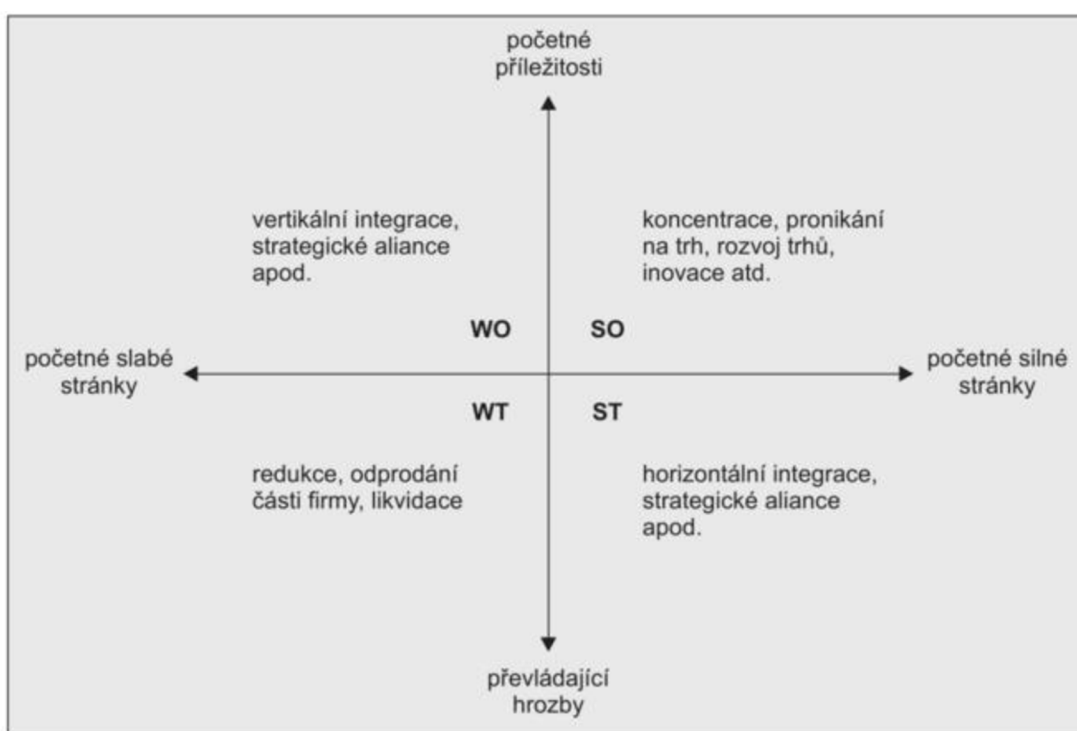 početné
příležitosti
vertikální integrace,
strategické aliance
apod.
koncentrace, pronikání
na trh, rozvoj trhů,
inovace atd.
WO
SO
početné slabé
stránky
početné silné
stránky
WT
ST
redukce, odprodání
části firmy, likvidace
horizontální integrace,
strategické aliance
apod.
převládající
hrozby